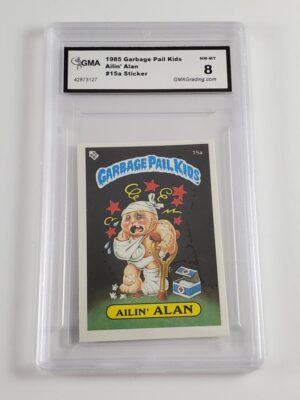 GMA
42873127
1985 Garbage Pail Kids
Ailin' Alan
#15a Sticker
NM-MT
8
GMAGrading.com
15a
GARBAGE PAIL KIDS
AILIN' ALAN